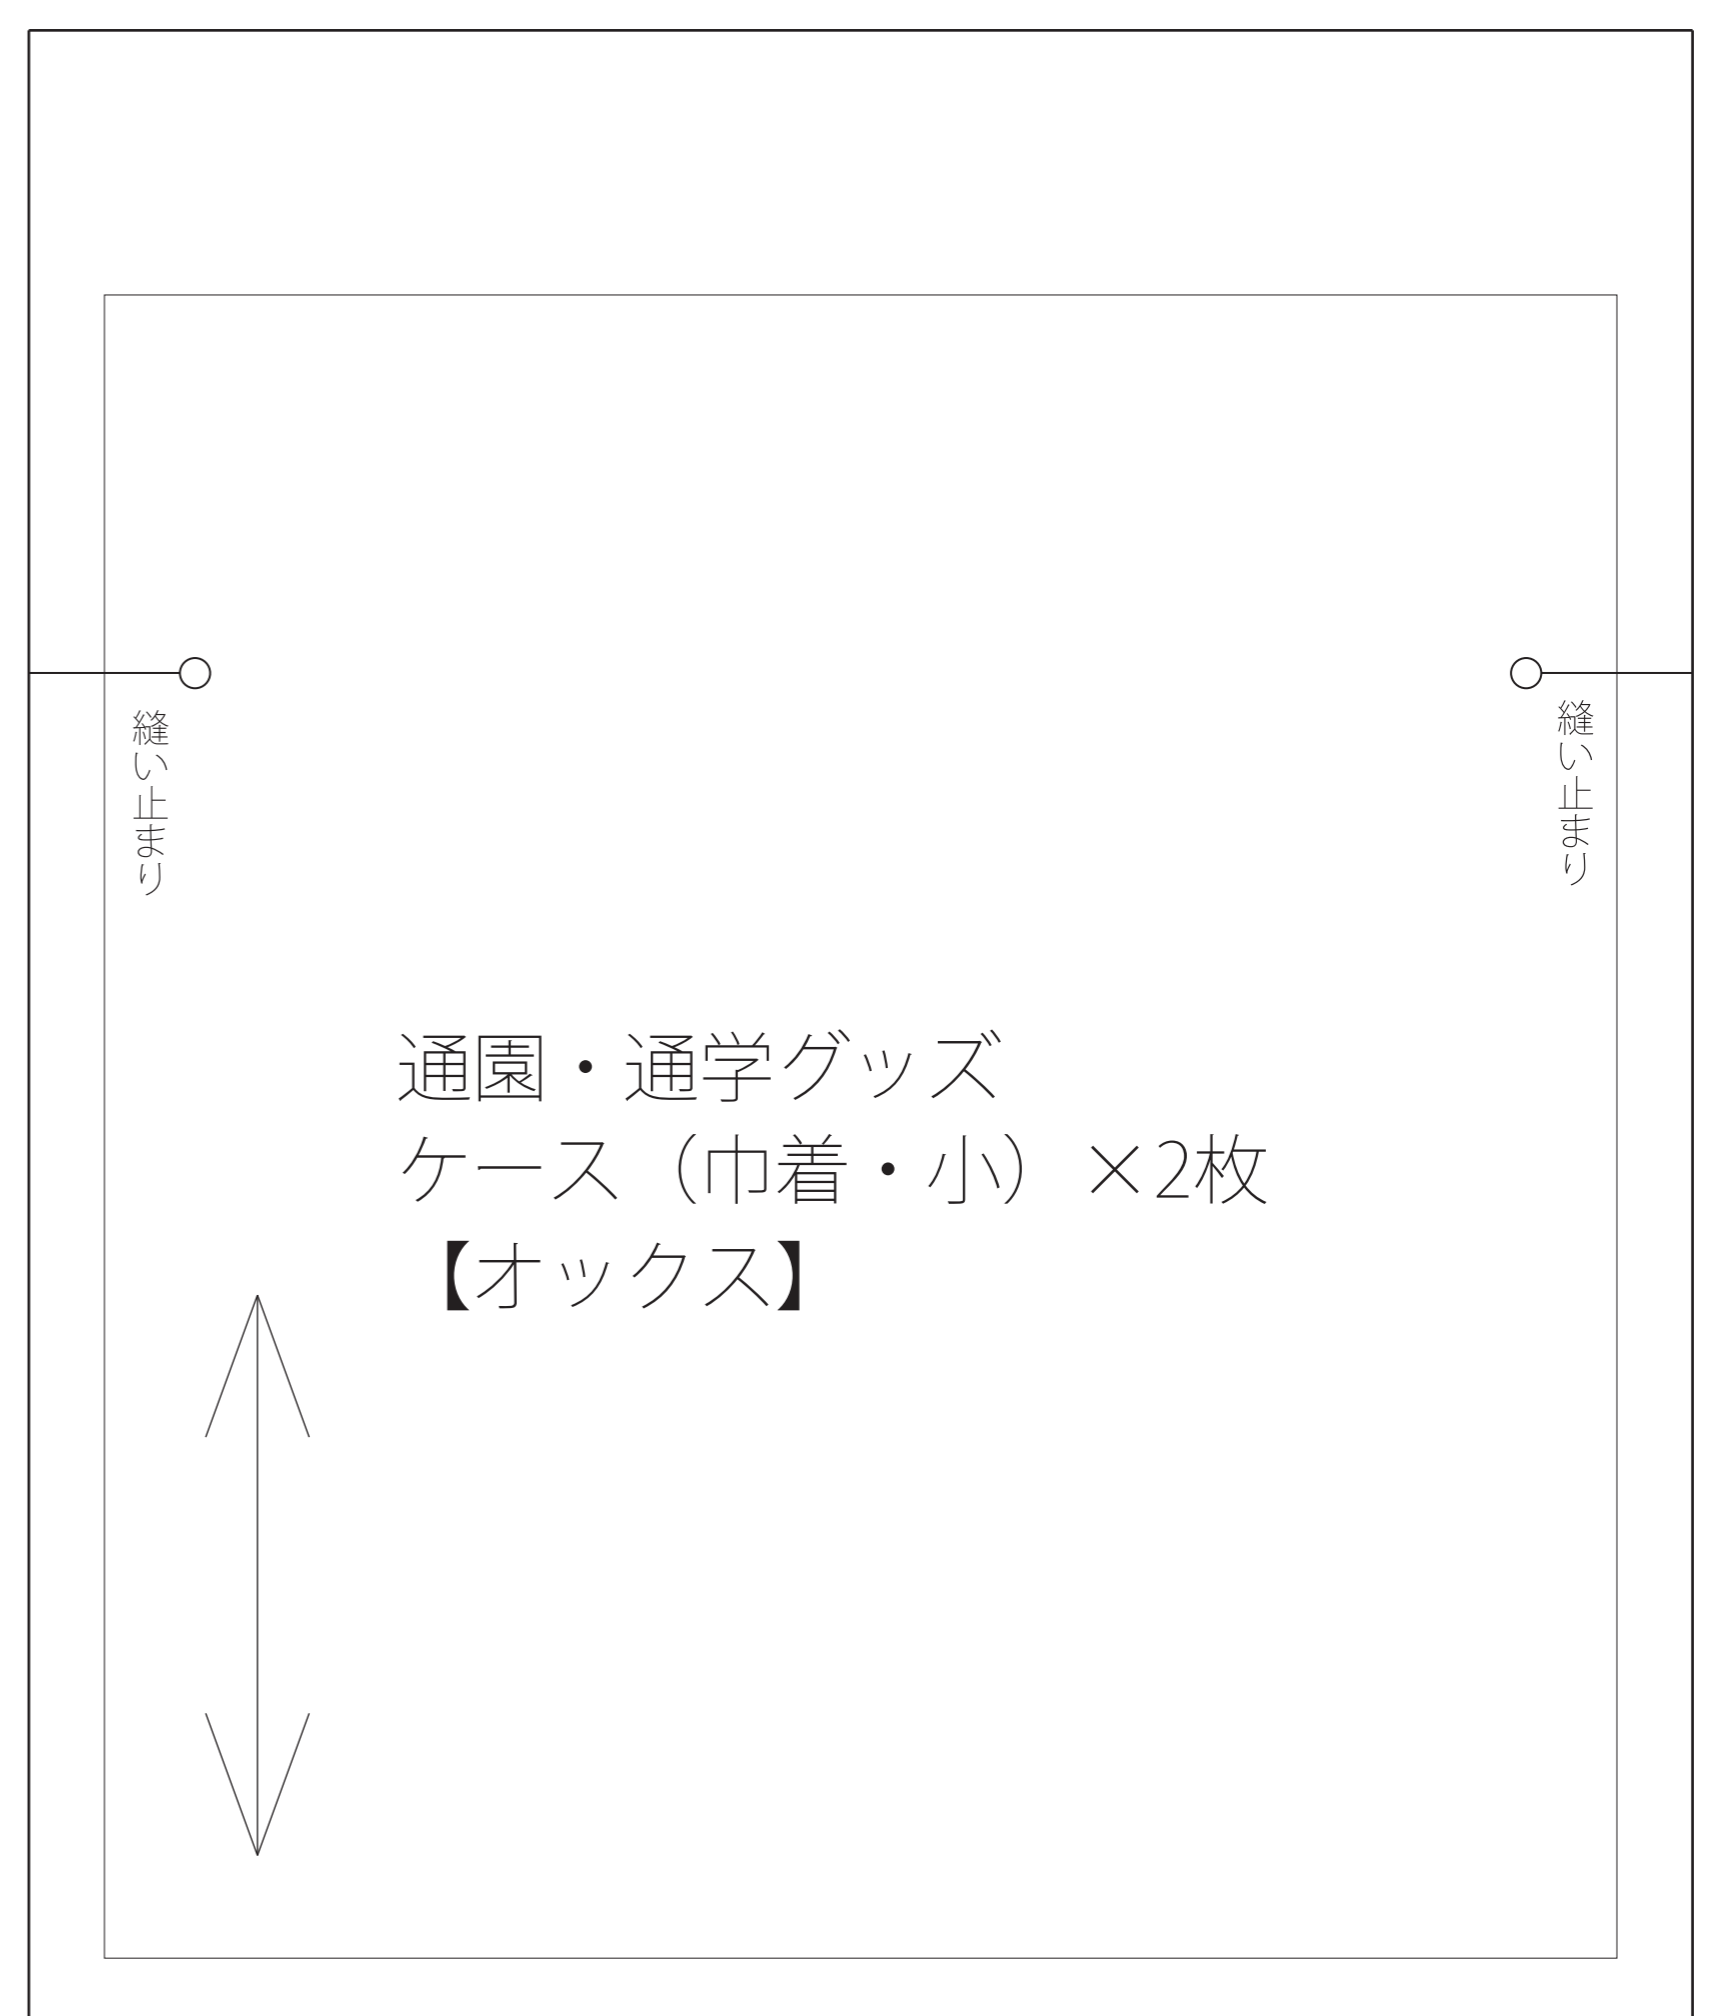 縫い止まり
縫い止まり
通園・通学グッズ
ケース（巾着・小）×2枚
【オックス】